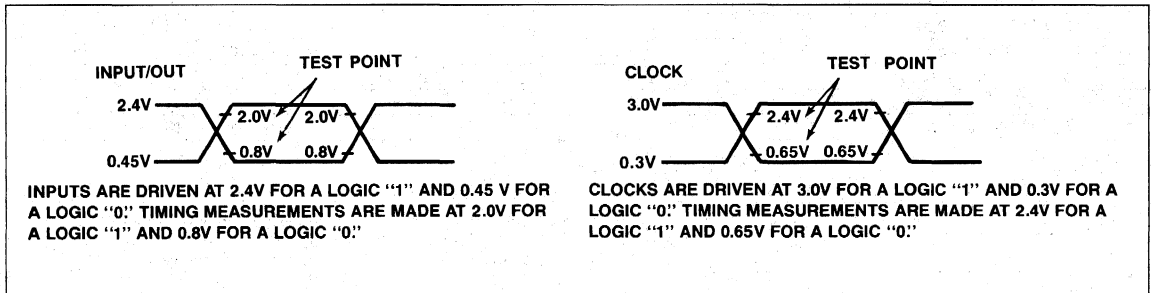 INPUT/OUT
TEST POINT
2.4V
2.0V 2.0V
0.8V 0.8V
0.45V
INPUTS ARE DRIVEN AT 2.4V FOR A LOGIC “1” AND 0.45 V FOR
A LOGIC “0.” TIMING MEASUREMENTS ARE MADE AT 2.0V FOR
A LOGIC “1” AND 0.8V FOR A LOGIC “0.”
CLOCK
TEST POINT
3.0V
2.4V 2.4V
0.65V 0.65V
0.3V
CLOCKS ARE DRIVEN AT 3.0V FOR A LOGIC “1” AND 0.3V FOR A
LOGIC “0.” TIMING MEASUREMENTS ARE MADE AT 2.4V FOR A
LOGIC “1” AND 0.65V FOR A LOGIC “0.”